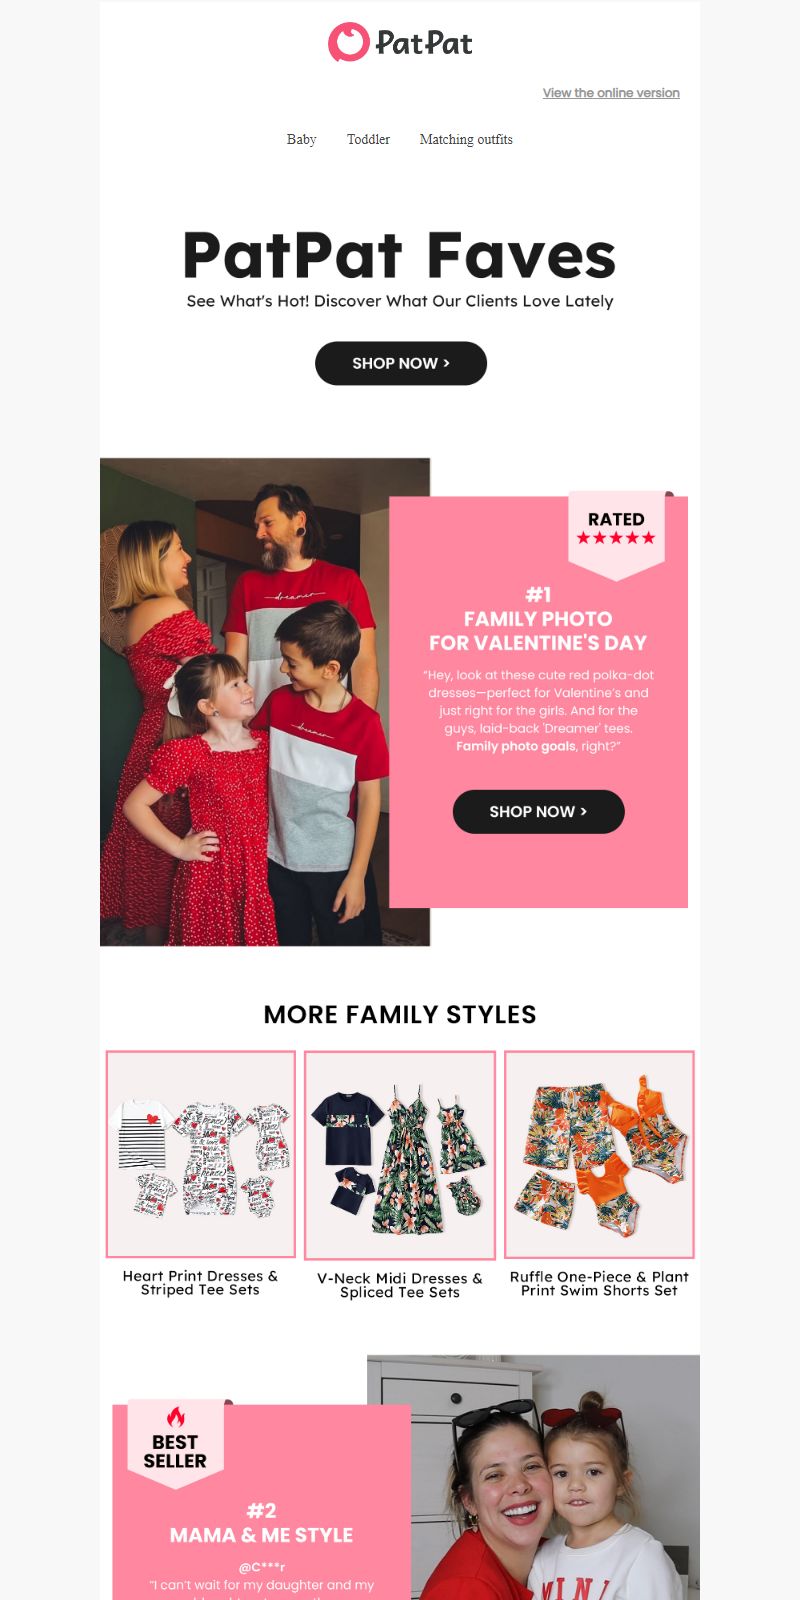 PatPat
View the online version
Baby Toddler Matching outfits
PatPat Faves
See What's Hot! Discover What Our Clients Love Lately
SHOP NOW >
RATED
#1
FAMILY PHOTO
FOR VALENTINE'S DAY
“Hey, look at these cute red polka-dot
dresses—perfect for Valentine’s and
just right for the girls. And for the
guys, laid-back 'Dreamer' tees.
Family photo goals, right?”
SHOP NOW >
dreamer
dreamer
MORE FAMILY STYLES
Heart Print Dresses &
Striped Tee Sets
V-Neck Midi Dresses &
Spliced Tee Sets
Ruffle One-Piece & Plant
Print Swim Shorts Set
BEST
SELLER
#2
MAMA & ME STYLE
@C***r
“I can’t wait for my daughter and my
MINI